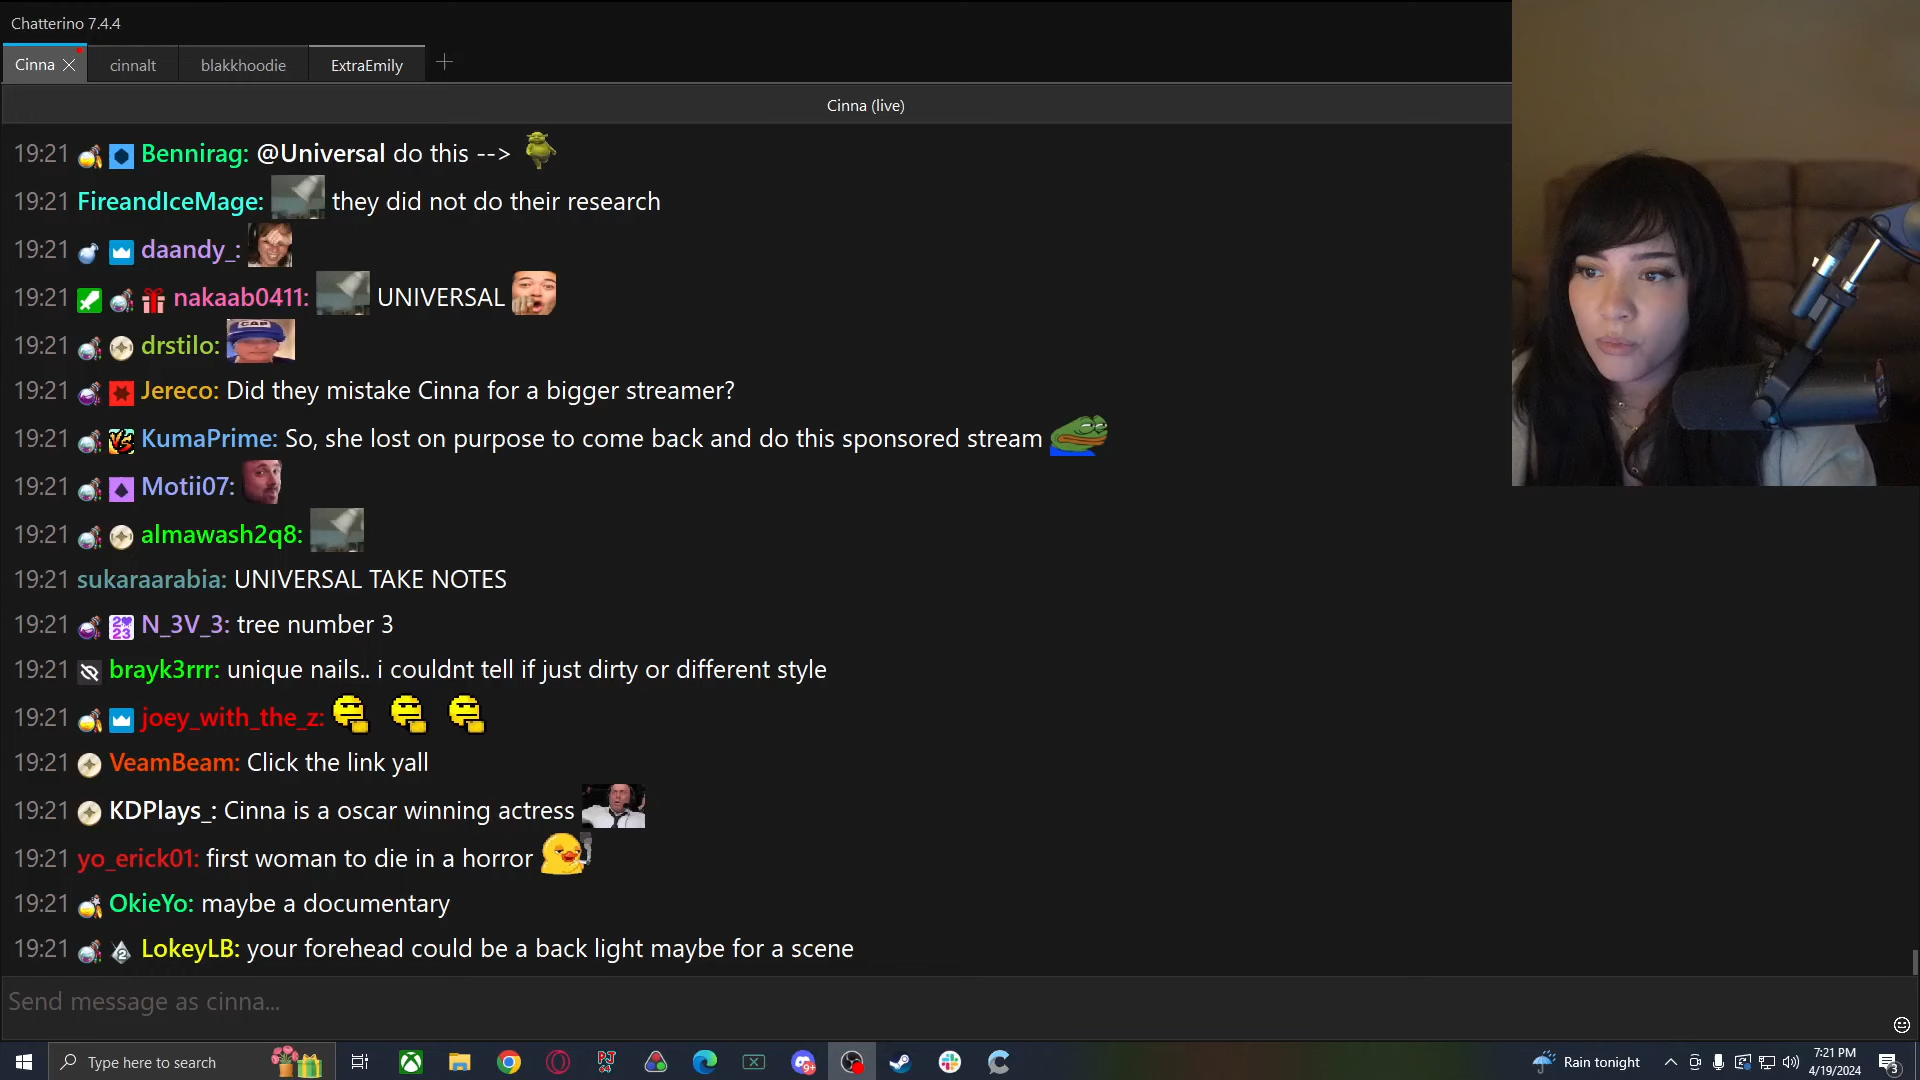 Chatterino 7.4.4
Cinna
cinnalt
blakkhoodie
ExtraEmily
Cinna (live)
19:21 Bennirag: @Universal do this -->
19:21 FireandIceMage: they did not do their research
19:21 daandy_:
19:21 nakaab0411: UNIVERSAL
19:21 drstilo: CAP
19:21 Jereco: Did they mistake Cinna for a bigger streamer?
19:21 KumaPrime: So, she lost on purpose to come back and do this sponsored stream
19:21 Motii07:
19:21 almawash2q8:
19:21 sukaraarabia: UNIVERSAL TAKE NOTES
19:21 2023 N_3V_3: tree number 3
19:21 brayk3rrr: unique nails.. i couldnt tell if just dirty or different style
19:21 joey_with_the_z:
19:21 VeamBeam: Click the link yall
19:21 KDPlays_: Cinna is a oscar winning actress
19:21 yo_erick01: first woman to die in a horror
19:21 OkieYo: maybe a documentary
19:21 2 LokeyLB: your forehead could be a back light maybe for a scene
Send message as cinna...
Type here to search
PJ64
9+
Rain tonight
7:21 PM
4/19/2024
3